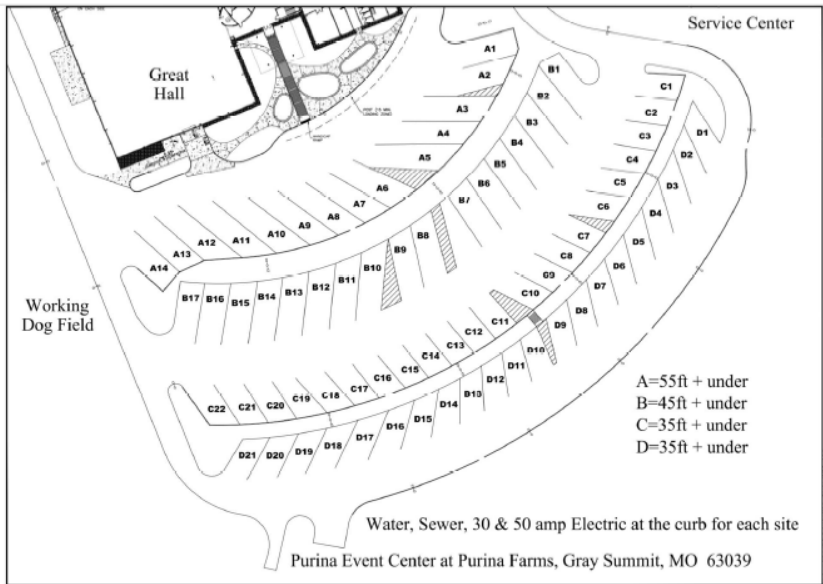 Service Center
Great
Hall
A1
A2
A3
A4
A5
A6
A7
A8
A9
A10
A11
A12
A13
A14
B1
B2
B3
B4
B5
B6
B7
B8
B9
B10
B11
B12
B13
B14
B15
B16
B17
C1
C2
C3
C4
C5
C6
C7
C8
C9
C10
C11
C12
C13
C14
C15
C16
C17
C18
C19
C20
C21
C22
D1
D2
D3
D4
D5
D6
D7
D8
D9
D10
D11
D12
D13
D14
D15
D16
D17
D18
D19
D20
D21
Working
Dog Field
A=55ft + under
B=45ft + under
C=35ft + under
D=35ft + under
Water, Sewer, 30 & 50 amp Electric at the curb for each site
Purina Event Center at Purina Farms, Gray Summit, MO 63039